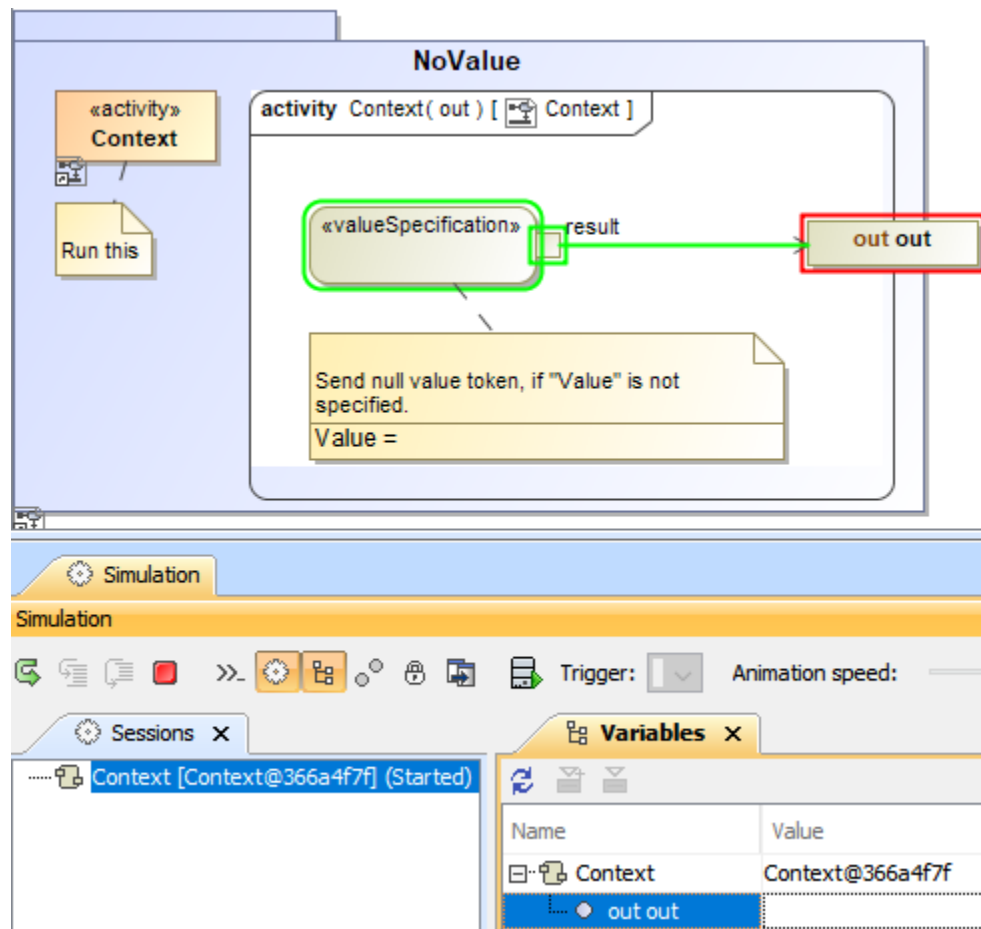 NoValue
«activity»
Context
Run this
activity Context( out ) [ Context ]
«valueSpecification»
result
out out
Send null value token, if "Value" is not
specified.
Value =
Simulation
Simulation
Trigger:
Animation speed:
Sessions
Context [Context@366a4f7f] (Started)
Variables
Name Value
Context Context@366a4f7f
out out